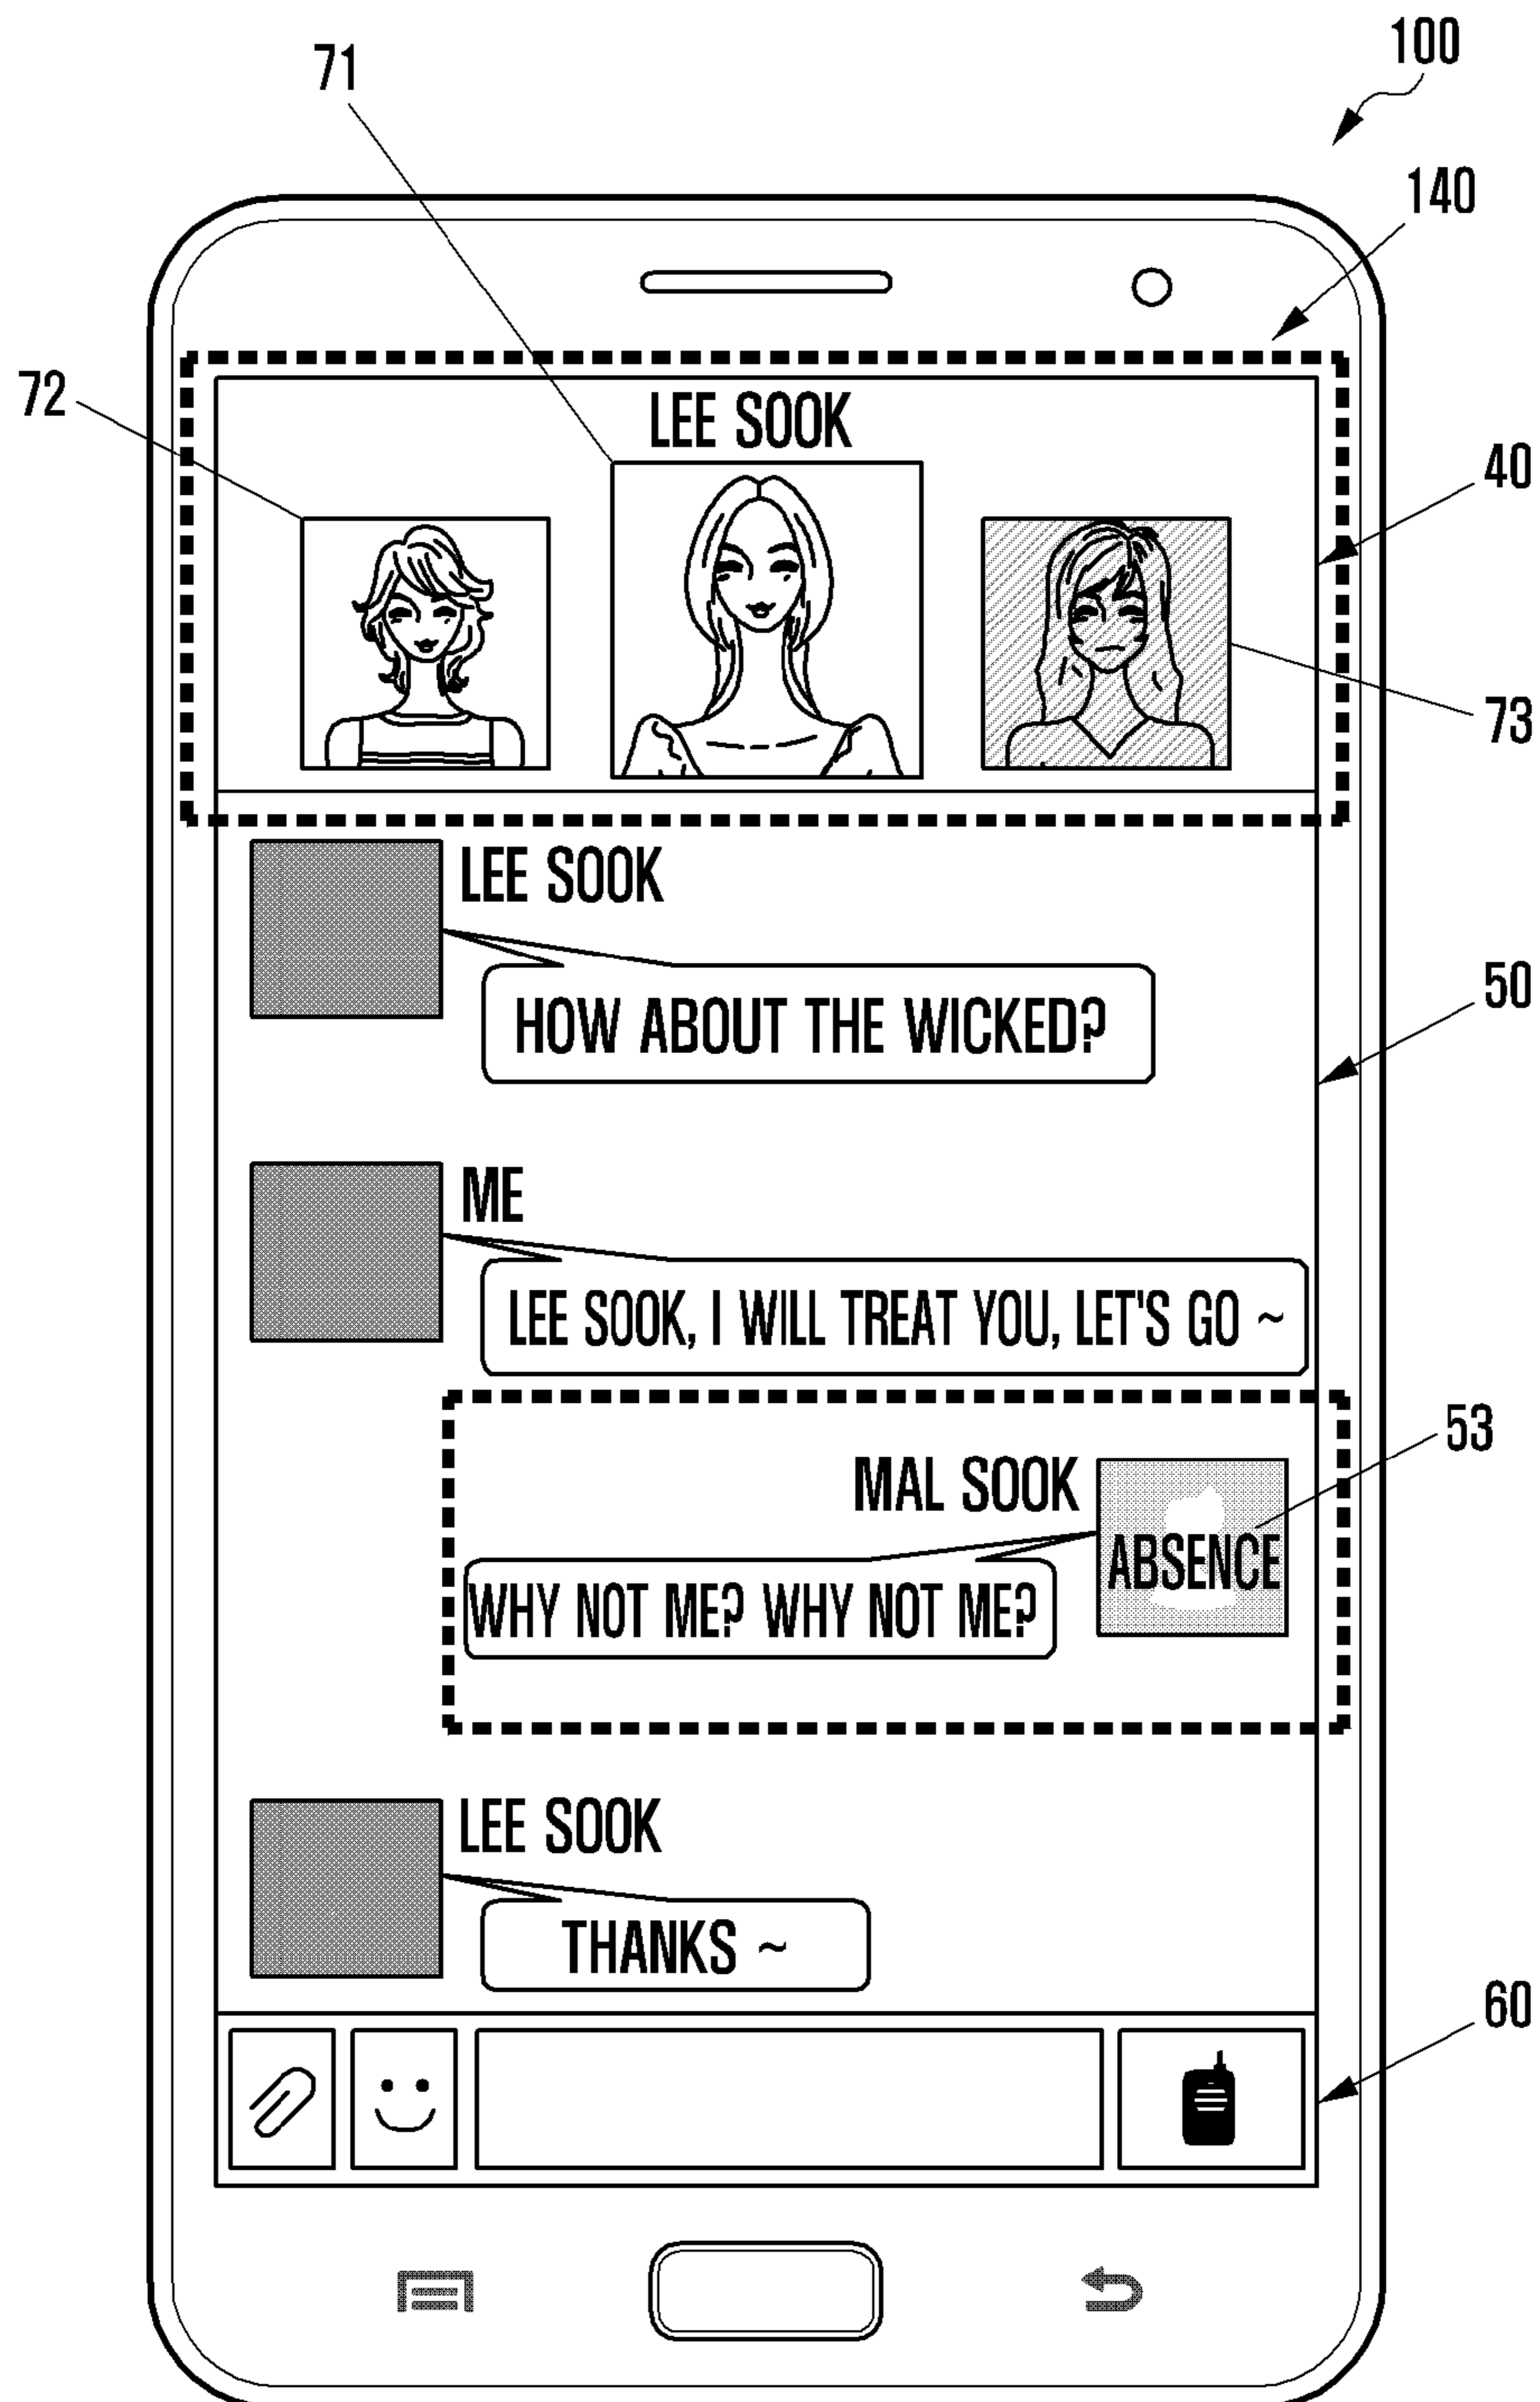 100
71
140
72
LEE SOOK
40
73
LEE SOOK
HOW ABOUT THE WICKED?
50
ME
LEE SOOK, I WILL TREAT YOU, LET'S GO ~
53
MAL SOOK
ABSENCE
WHY NOT ME? WHY NOT ME?
LEE SOOK
THANKS ~
60